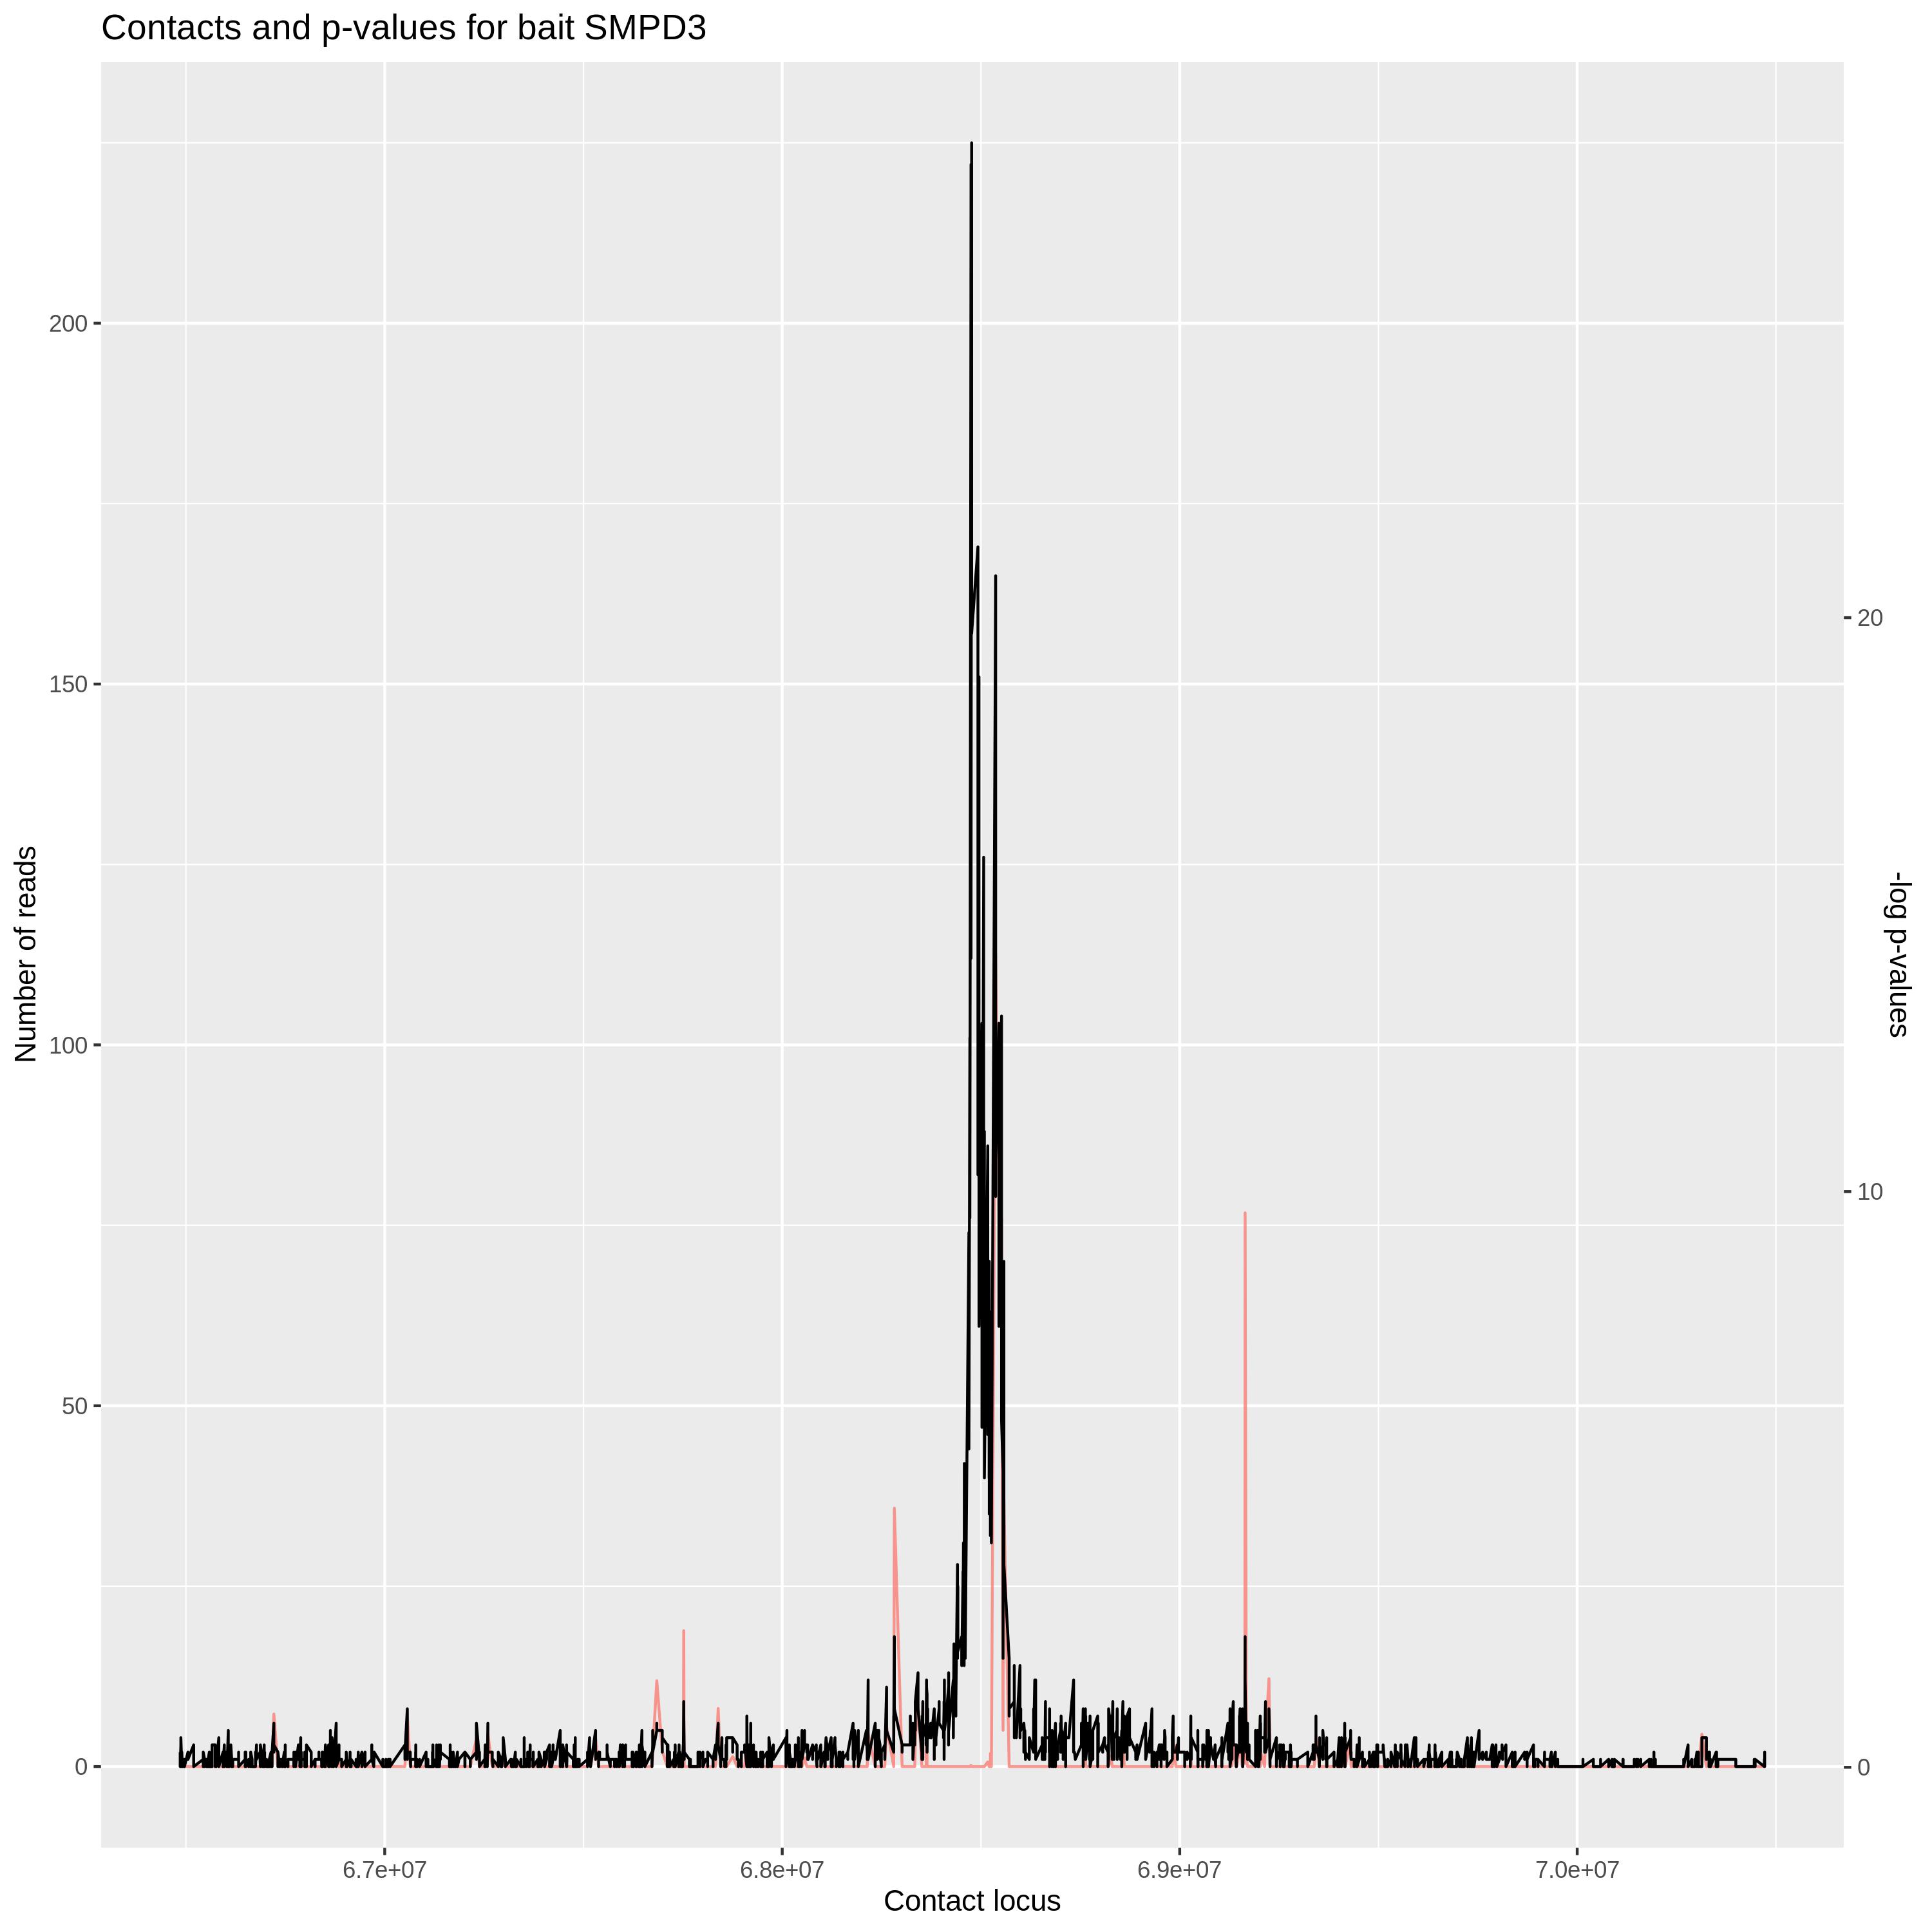 Contacts and p-values for bait SMPD3
200
150
100
50
0
Number of reads
20
10
0
-log p-values
6.7e+07
6.8e+07
6.9e+07
7.0e+07
Contact locus